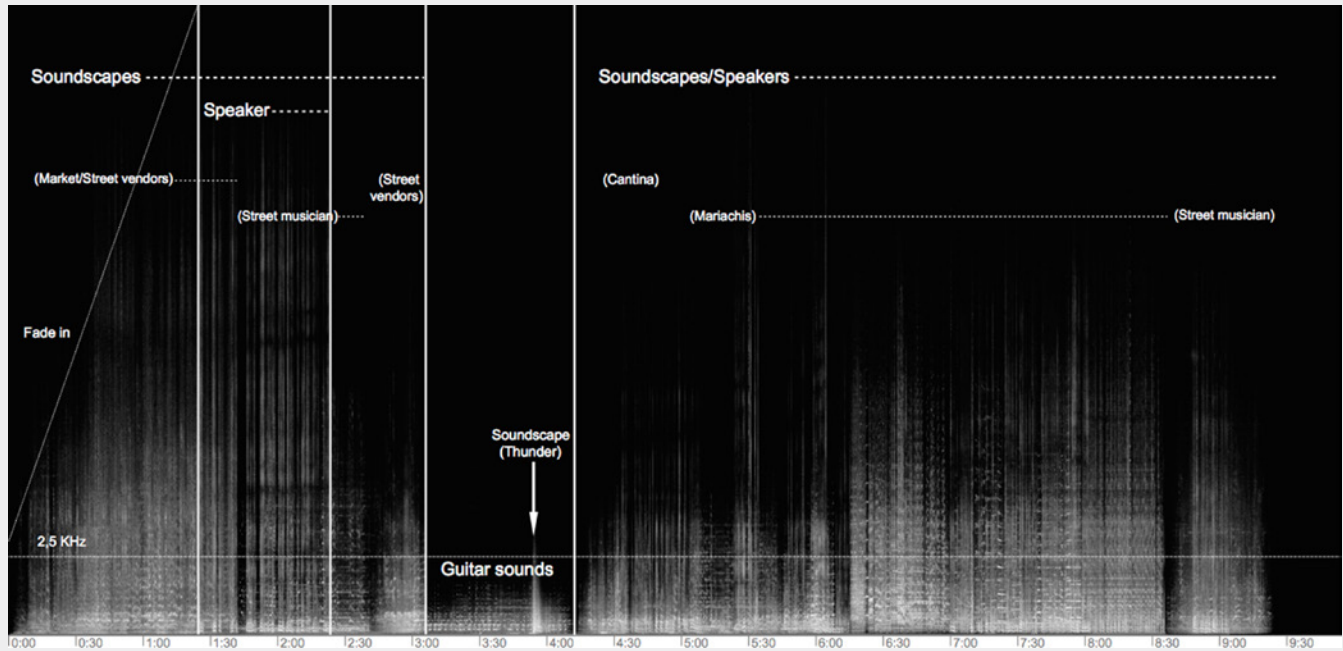 Soundscapes
Soundscapes/Speakers
Speaker
(Market/Street vendors)
(Street
vendors)
(Cantina)
(Street musician)
(Mariachis)
(Street musician)
Fade in
Soundscape
(Thunder)
2,5 KHz
Guitar sounds
0:00 0:30 1:00 1:30 2:00 2:30 3:00 3:30 4:00 4:30 5:00 5:30 6:00 6:30 7:00 7:30 8:00 8:30 9:00 9:30